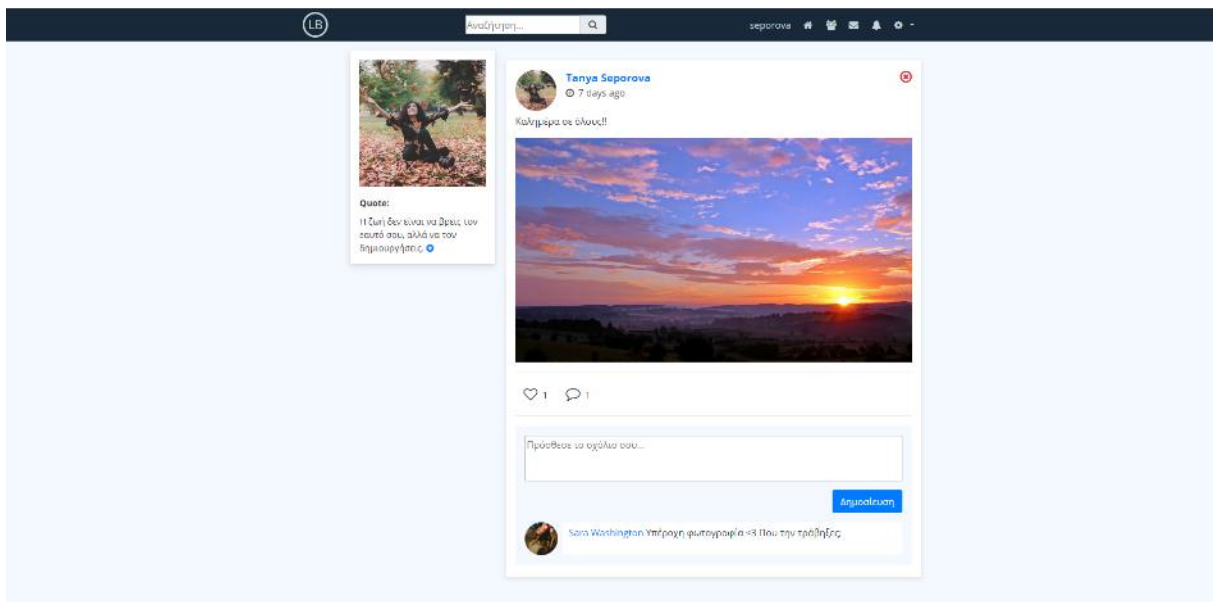 LB
Αναζήτηση...
seporova
Quote:
Η ζωή δεν είναι να βρεις τον
εαυτό σου, αλλά να τον
δημιουργήσεις.
Tanya Seporova
7 days ago
Καλημέρα σε όλους!!
1 1
Πρόσθεσε το σχόλιο σου...
Δημοσίευση
Sara Washington Υπέροχη φωτογραφία <3 Που την τράβηξες;